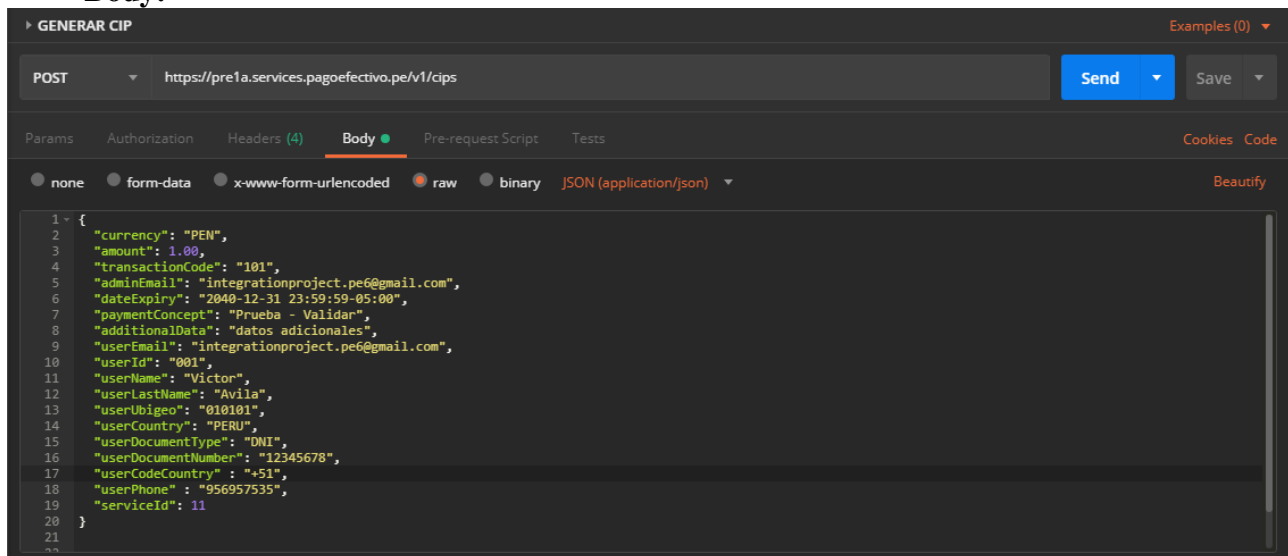 Body:
GENERAR CIP Examples (0)
POST https://pre1a.services.pagoefectivo.pe/v1/cips Send Save
Params Authorization Headers (4) Body Pre-request Script Tests Cookies Code
none form-data x-www-form-urlencoded raw binary JSON (application/json) Beautify
1 {
2 "currency": "PEN",
3 "amount": 1.00,
4 "transactionCode": "101",
5 "adminEmail": "integrationproject.pe6@gmail.com",
6 "dateExpiry": "2040-12-31 23:59:59-05:00",
7 "paymentConcept": "Prueba - Validar",
8 "additionalData": "datos adicionales",
9 "userEmail": "integrationproject.pe6@gmail.com",
10 "userId": "001",
11 "userName": "Victor",
12 "userLastName": "Avila",
13 "userUbigeo": "010101",
14 "userCountry": "PERU",
15 "userDocumentType": "DNI",
16 "userDocumentNumber": "12345678",
17 "userCodeCountry" : "+51",
18 "userPhone" : "956957535",
19 "serviceId": 11
20 }
21
22